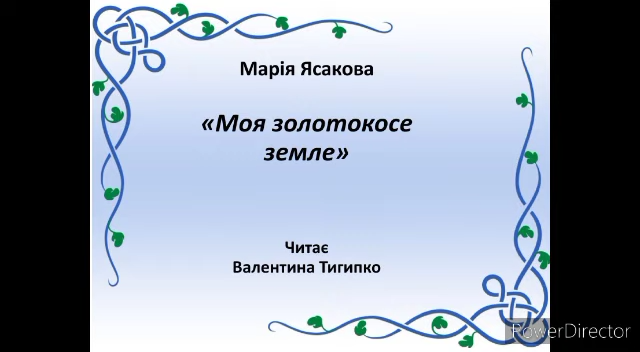 Марія Ясакова
«Моя золотокосе
земле»
Читає
Валентина Тигипко
PowerDirector